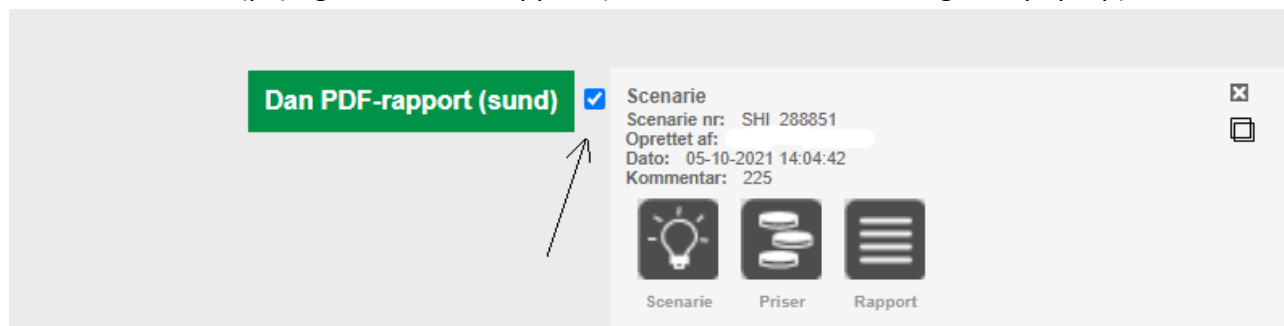 Dan PDF-rapport (sund)
Scenarie
Scenarie nr: SHI 288851
Oprettet af:
Dato: 05-10-2021 14:04:42
Kommentar: 225
Scenarie Priser Rapport